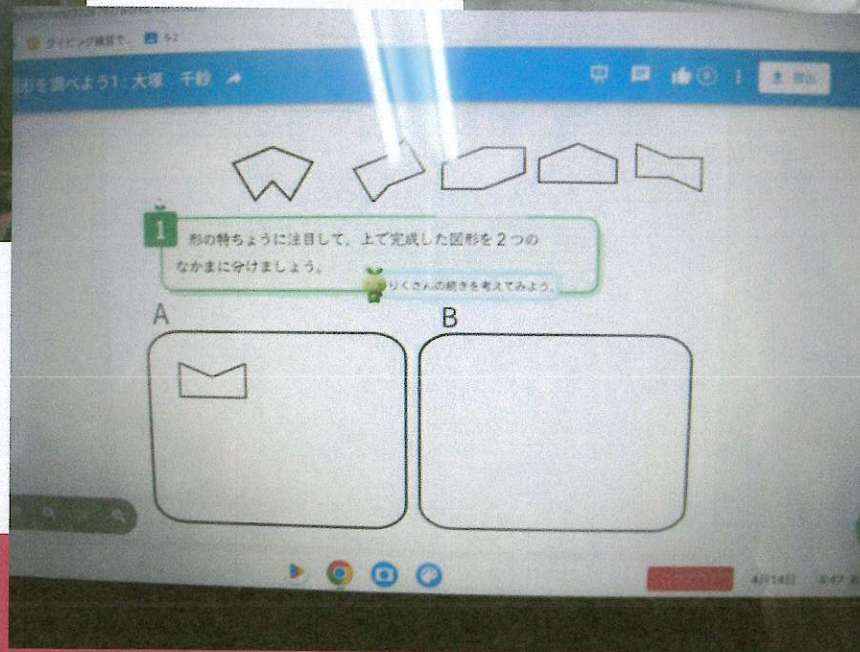 タイピング練習で..
図形を調べよう1: 大塚 千紗
提出
1
形の特ちょうに注目して、上で完成した図形を2つの
なかまに分けましょう。
りくさんの続きを考えてみよう。
A
B
4月14日